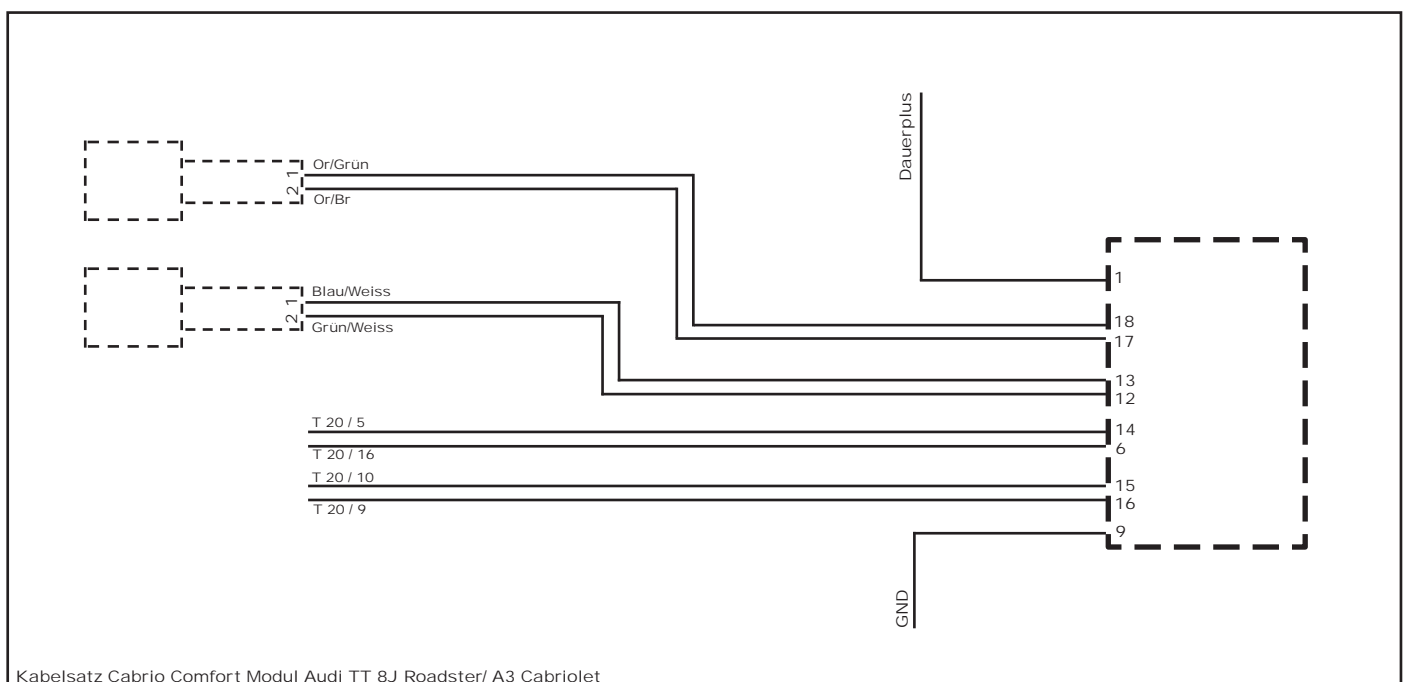 Dauerplus
Or/Grün
1
2
Or/Br
Blau/Weiss
1
2
Grün/Weiss
1
18
17
13
12
T 20 / 5
14
T 20 / 16
6
T 20 / 10
15
T 20 / 9
16
9
GND
Kabelsatz Cabrio Comfort Modul Audi TT 8J Roadster/ A3 Cabriolet